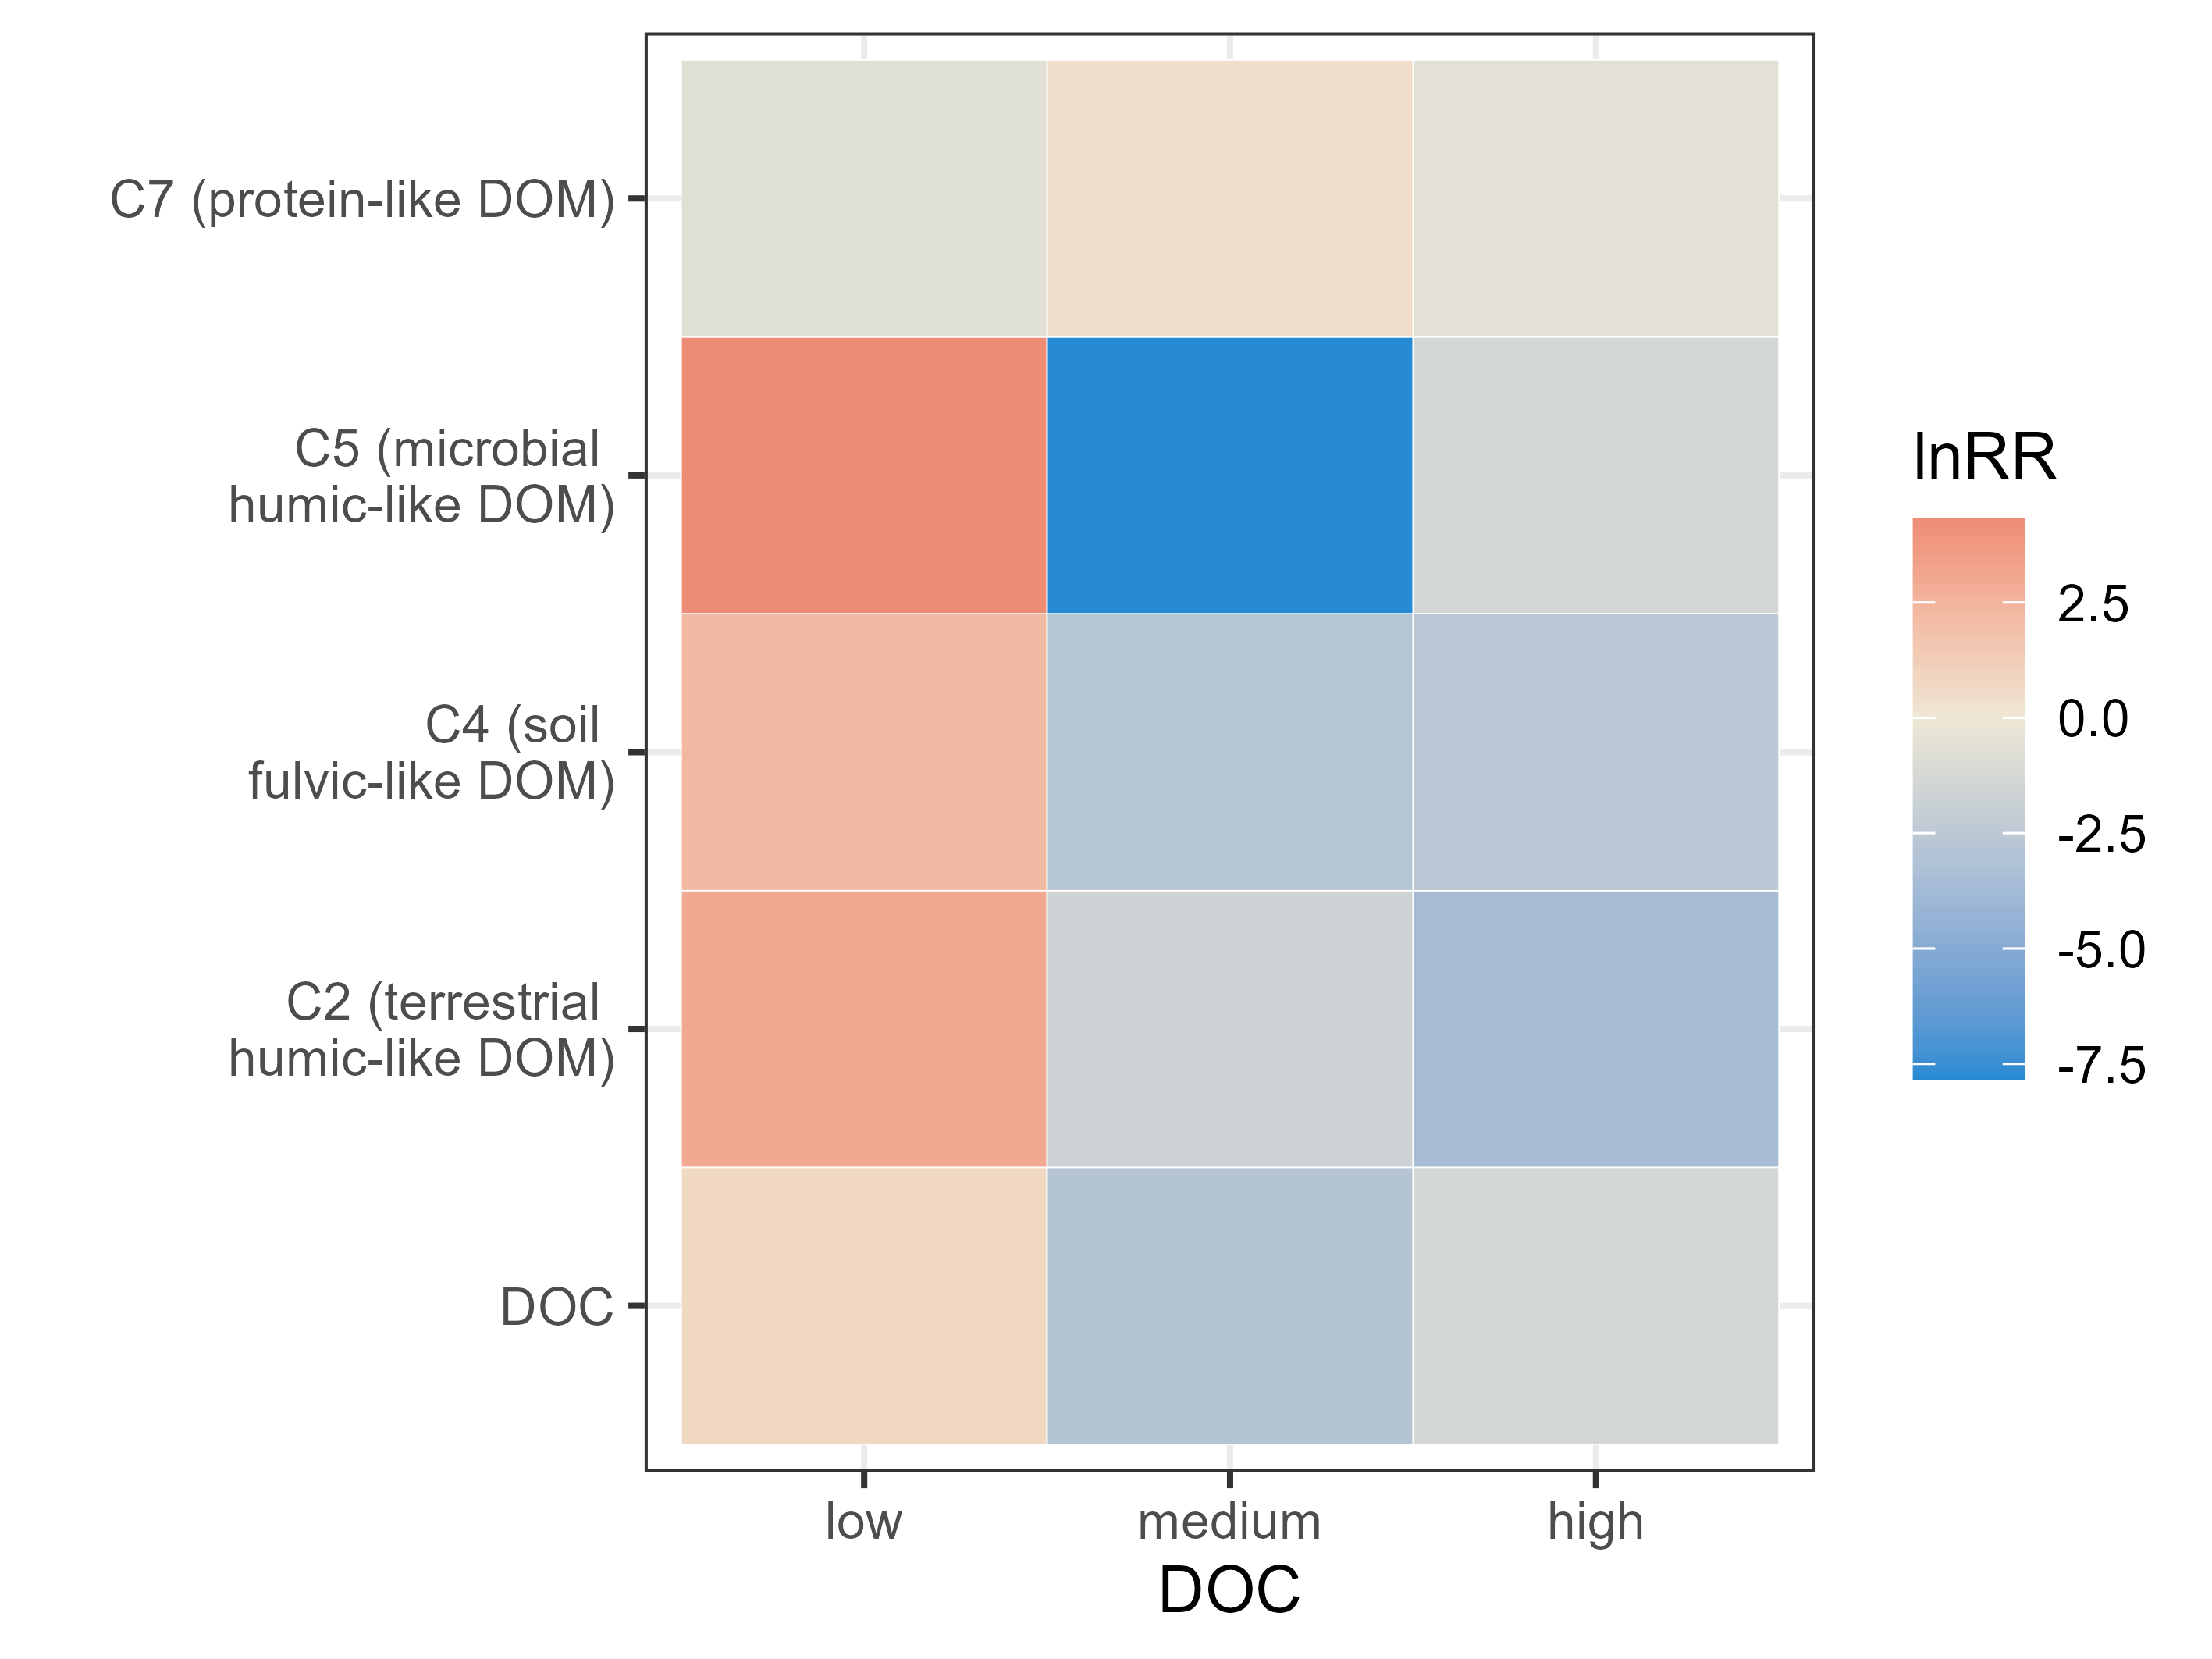 C7 (protein-like DOM)
C5 (microbial
humic-like DOM)
C4 (soil
fulvic-like DOM)
C2 (terrestrial
humic-like DOM)
DOC
low
medium
high
DOC
lnRR
2.5
0.0
-2.5
-5.0
-7.5